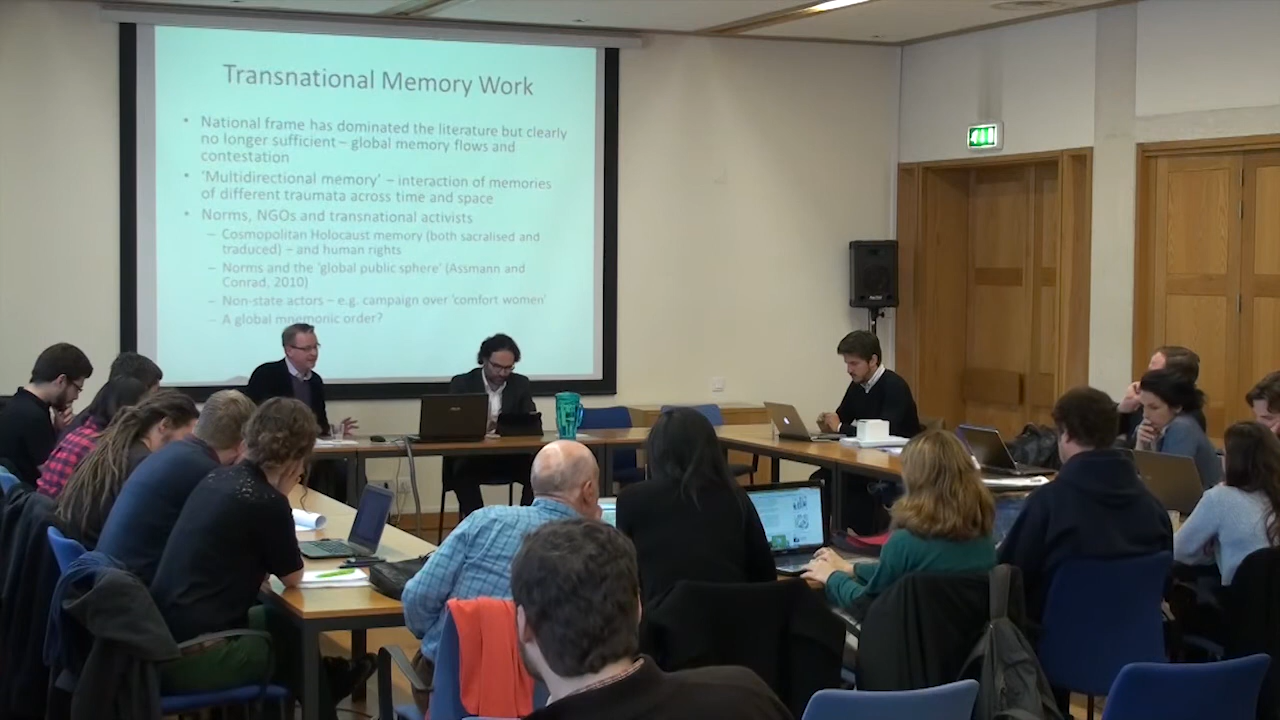 Transnational Memory Work
• National frame has dominated the literature but clearly
no longer sufficient – global memory flows and
contestation
• 'Multidirectional memory' – interaction of memories
of different traumata across time and space
• Norms, NGOs and transnational activists
– Cosmopolitan Holocaust memory (both sacralised and
traduced) – and human rights
– Norms and the 'global public sphere' (Assmann and
Conrad, 2010)
– Non-state actors – e.g. campaign over 'comfort women'
– A global mnemonic order?